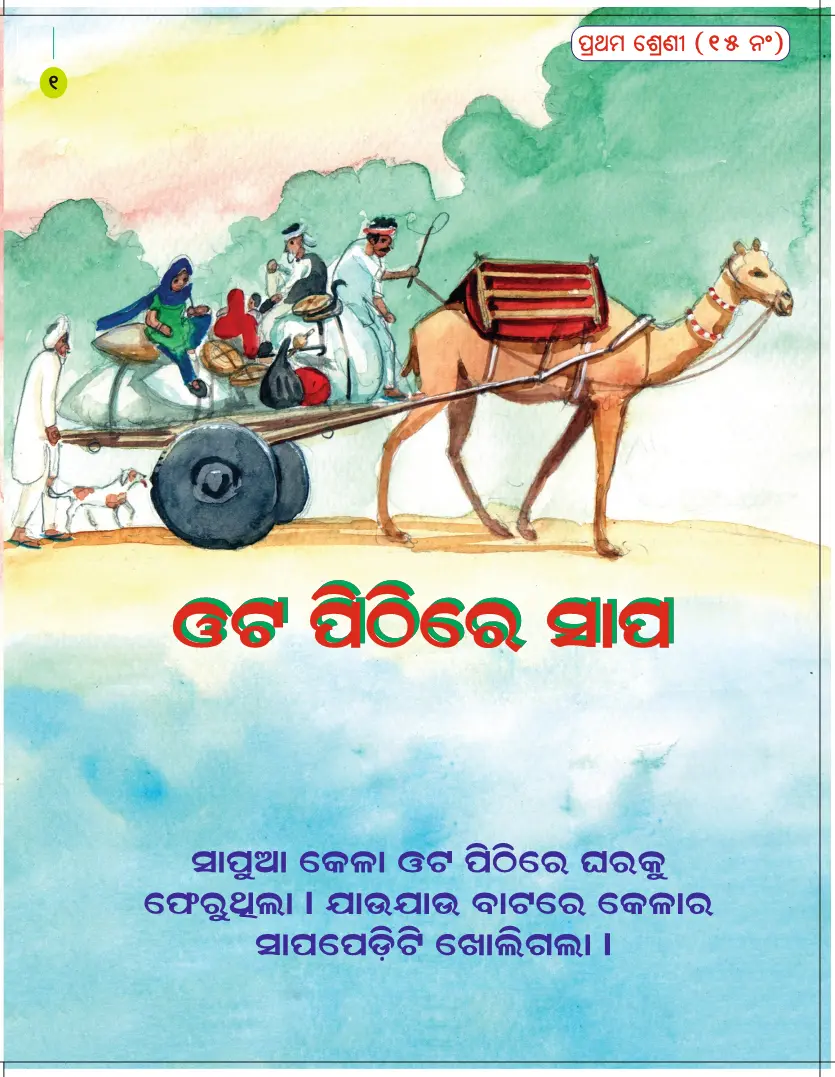 ପ୍ରଥମ ଶ୍ରେଣୀ (୧୫ ନଂ)
୧
ଓଟ ପିଠିରେ ସାପ
ସାପୁଆ କେଳା ଓଟ ପିଠିରେ ଘରକୁ
ଫେରୁଥିଲା । ଯାଉଯାଉ ବାଟରେ କେଳାର
ସାପପେଡ଼ିଟି ଖୋଲିଗଲା ।